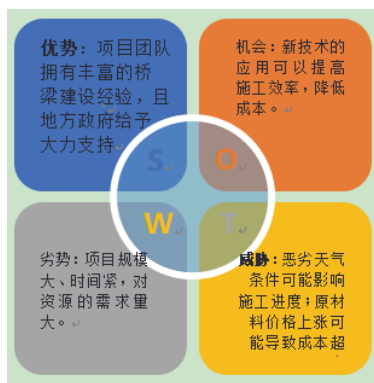 优势：项目团队
拥有丰富的桥
梁建设经验，且
地方政府给予
大力支持
机会：新技术的
应用可以提高
施工效率，降低
成本。
S
O
W
T
劣势：项目规模
大、时间紧，对
资源的需求量
大。
威胁：恶劣天气
条件可能影响
施工进度；原材
料价格上涨可
能导致成本超